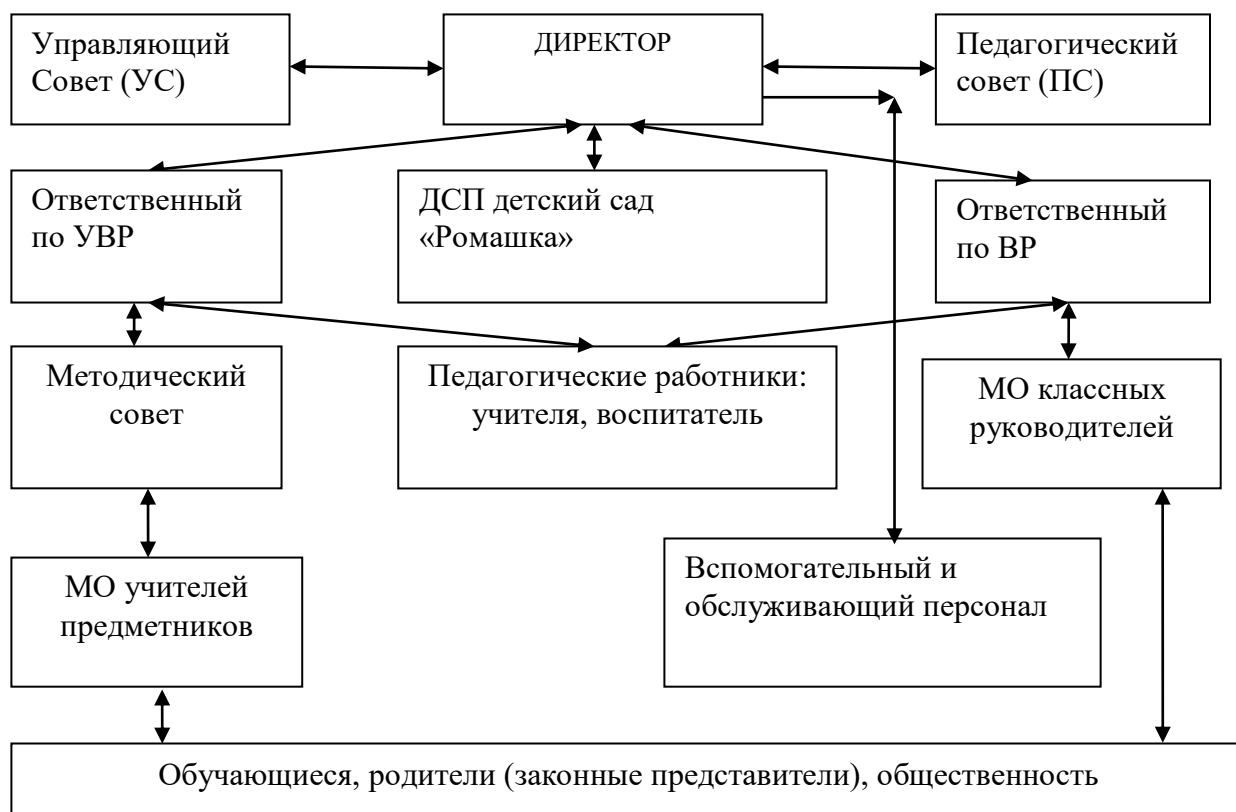 Управляющий
Совет (УС)
ДИРЕКТОР
Педагогический
совет (ПС)
Ответственный
по УВР
ДСП детский сад
«Ромашка»
Ответственный
по ВР
Методический
совет
Педагогические работники:
учителя, воспитатель
МО классных
руководителей
МО учителей
предметников
Вспомогательный и
обслуживающий персонал
Обучающиеся, родители (законные представители), общественность